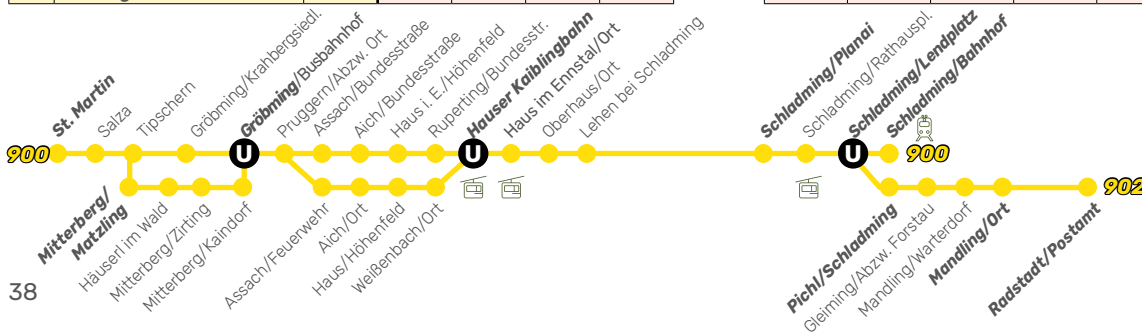 900
St. Martin
Salza
Tipschern
Gröbming/Krahbergsiedl.
Gröbming/Busbahnhof
Pruggern/Abzw. Ort
Assach/Bundesstraße
Aich/Bundesstraße
Haus i. E./Höhenfeld
Ruperting/Bundesstr.
Hauser Kaiblingbahn
Haus im Ennstal/Ort
Oberhaus/Ort
Lehen bei Schladming
Schladming/Planai
Schladming/Rathauspl.
Schladming/Lendplatz
Schladming/Bahnhof
U
U
U
900
902
Mitterberg/
Matzling
Häuserl im Wald
Mitterberg/Zirting
Mitterberg/Kaindorf
Assach/Feuerwehr
Aich/Ort
Haus/Höhenfeld
Weißenbach/Ort
Pichl/Schladming
Gleiming/Abzw. Forstau
Mandling/Warterdorf
Mandling/Ort
Radstadt/Postamt
38